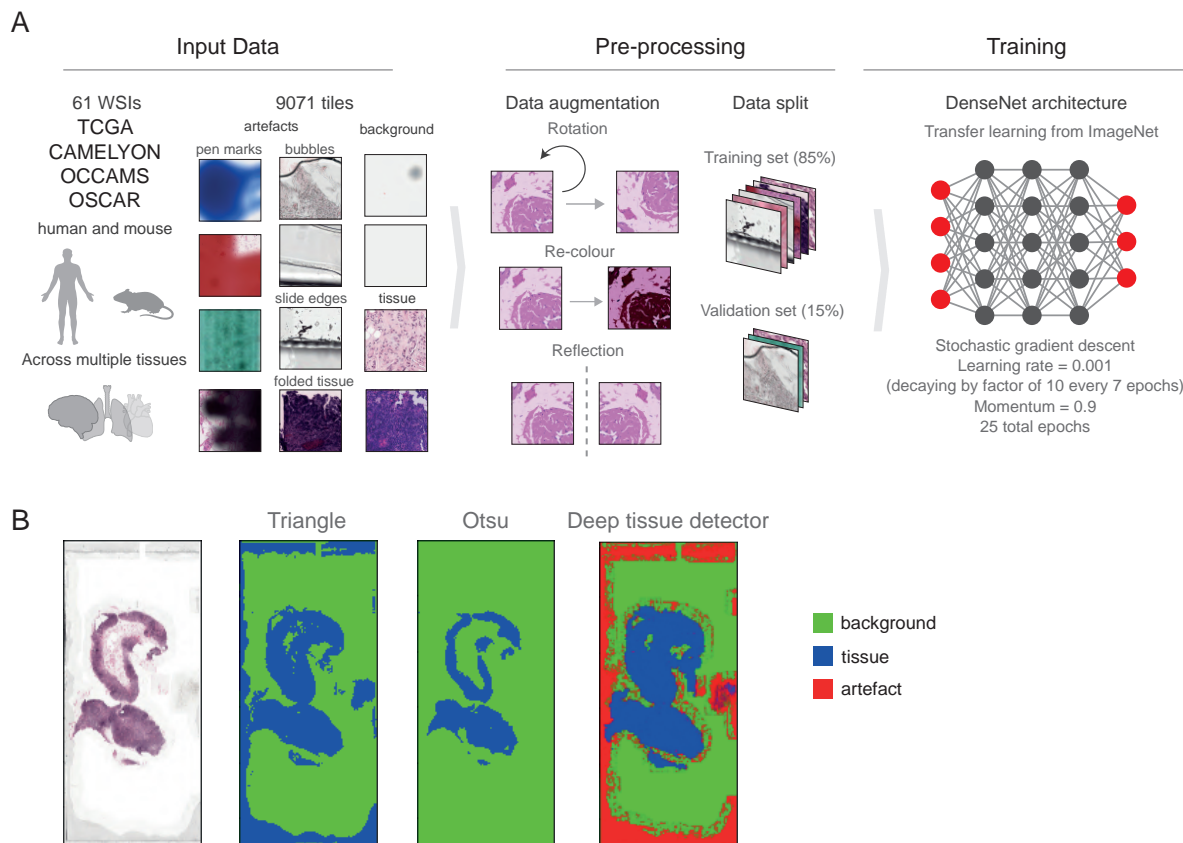 A
Input Data
Pre-processing
Training
61 WSIs
TCGA
CAMELYON
OCCAMS
OSCAR
human and mouse
Across multiple tissues
9071 tiles
artefacts
background
pen marks
bubbles
slide edges
tissue
folded tissue
Data augmentation
Rotation
Re-colour
Reflection
Data split
Training set (85%)
Validation set (15%)
DenseNet architecture
Transfer learning from ImageNet
Stochastic gradient descent
Learning rate = 0.001
(decaying by factor of 10 every 7 epochs)
Momentum = 0.9
25 total epochs
B
Triangle
Otsu
Deep tissue detector
background
tissue
artefact